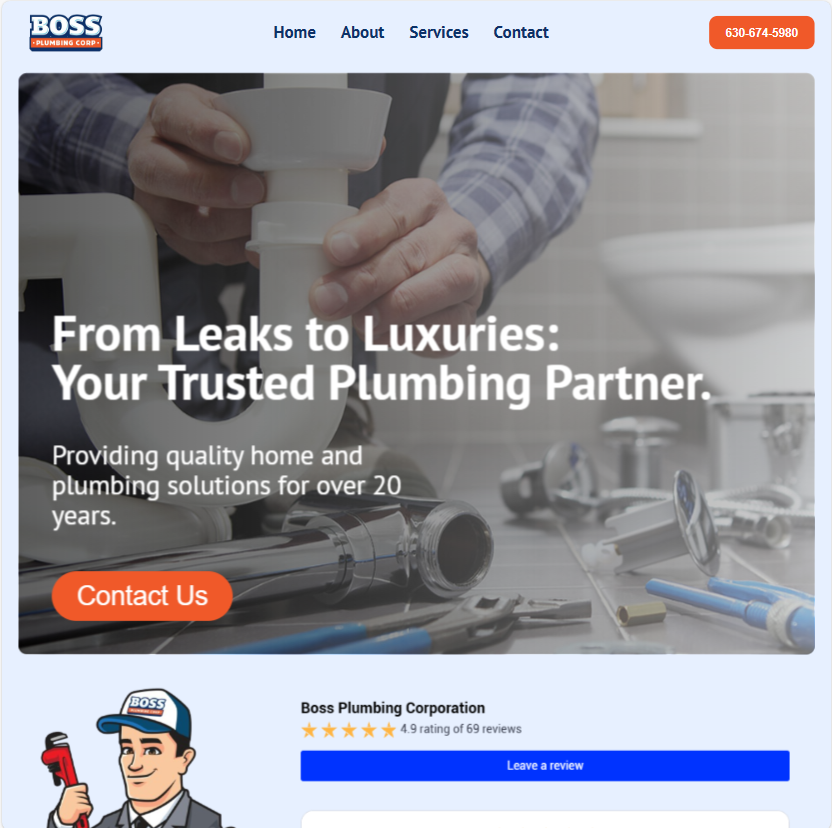 BOSS
PLUMBING CORP
Home About Services Contact
630-674-5980
From Leaks to Luxuries:
Your Trusted Plumbing Partner.
Providing quality home and
plumbing solutions for over 20
years.
Contact Us
BOSS
Boss Plumbing Corporation
4.9 rating of 69 reviews
Leave a review